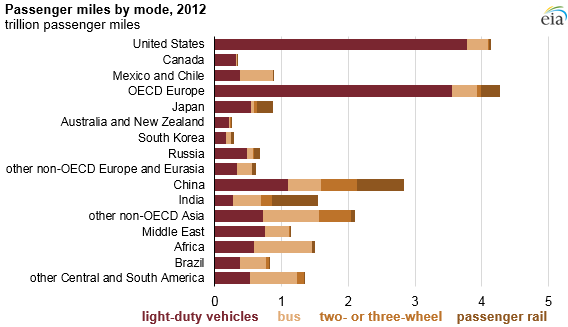 Passenger miles by mode, 2012
trillion passenger miles
eia
United States
Canada
Mexico and Chile
OECD Europe
Japan
Australia and New Zealand
South Korea
Russia
other non-OECD Europe and Eurasia
China
India
other non-OECD Asia
Middle East
Africa
Brazil
other Central and South America
0 1 2 3 4 5
light-duty vehicles bus two- or three-wheel passenger rail